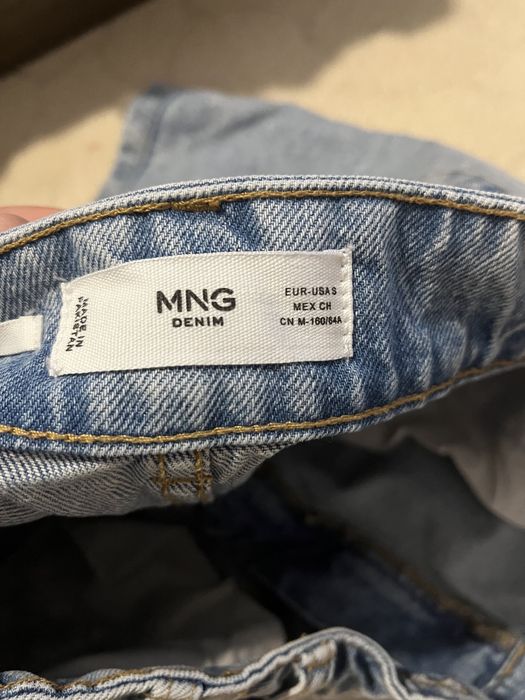 MADE IN
PAKISTAN
MNG
DENIM
EUR-USA S
MEX CH
CN M-160/64A